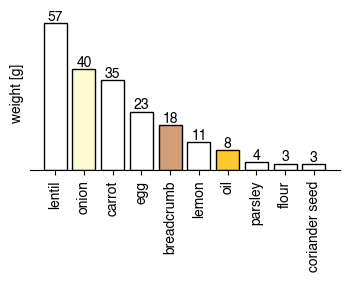 weight [g]
57
40
35
23
18
11
8
4
3
3
lentil
onion
carrot
egg
breadcrumb
lemon
oil
parsley
flour
coriander seed